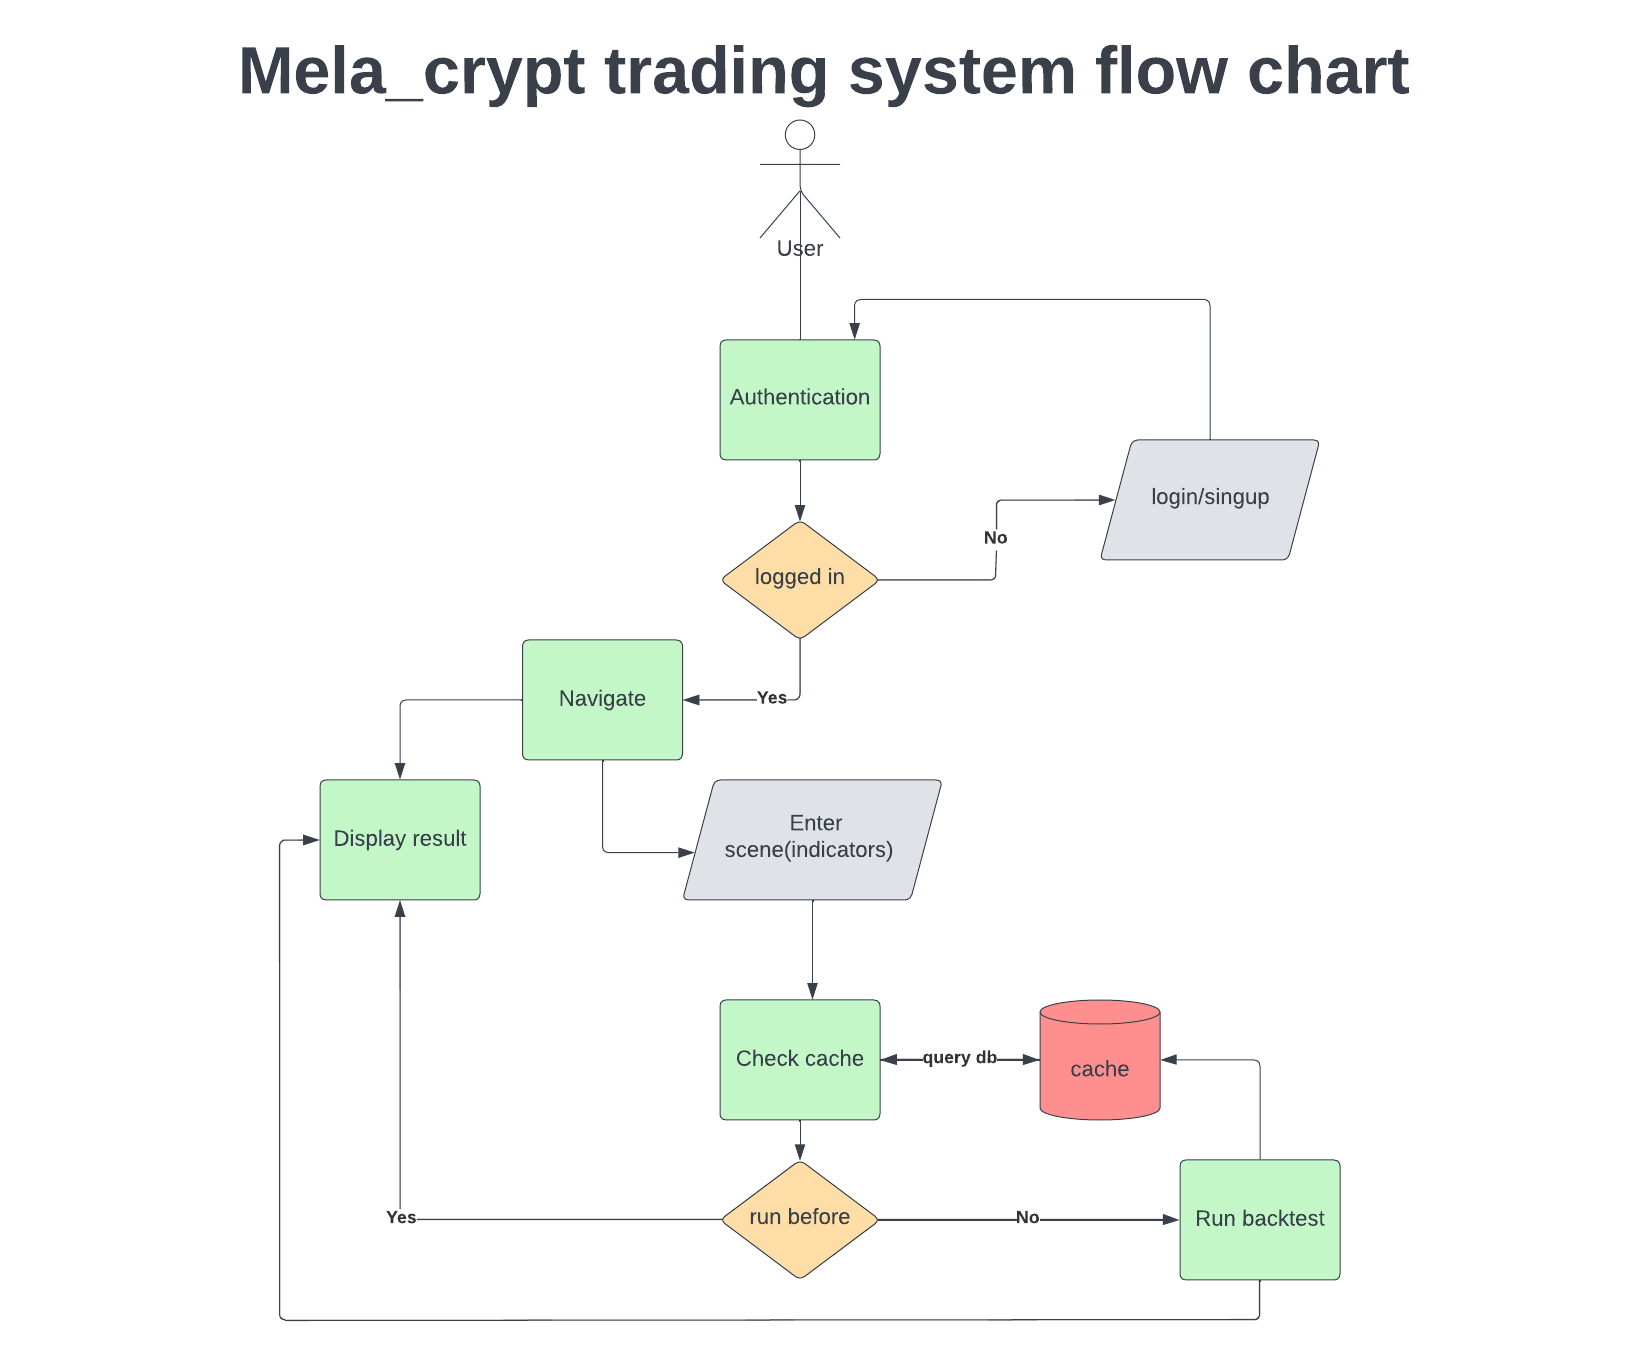 Mela_crypt trading system flow chart
User
Authentication
login/singup
No
logged in
Navigate
Yes
Display result
Enter
scene(indicators)
Check cache
query db
cache
Yes
run before
No
Run backtest